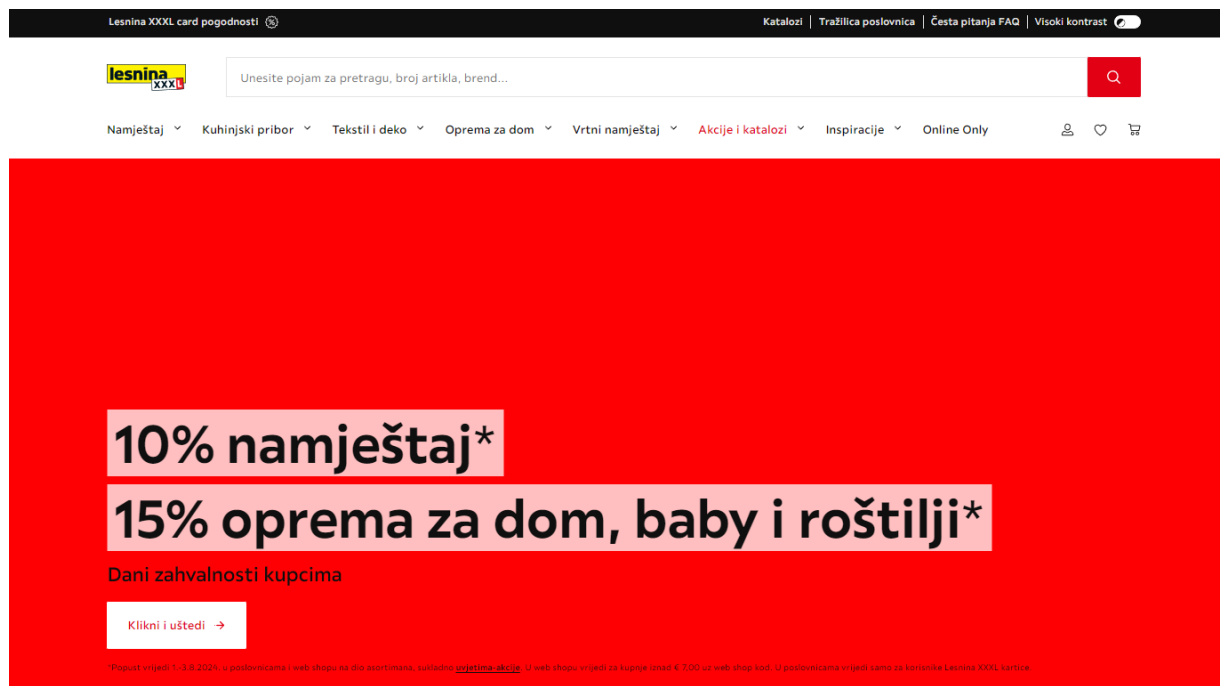 Lesnina XXXL card pogodnosti
Katalozi
Tražilica poslovnica
Česta pitanja FAQ
Visoki kontrast
lesnina
XXXL
Unesite pojam za pretragu, broj artikla, brend...
Namještaj
Kuhinjski pribor
Tekstil i deko
Oprema za dom
Vrtni namještaj
Akcije i katalozi
Inspiracije
Online Only
10% namještaj*
15% oprema za dom, baby i roštilji*
Dani zahvalnosti kupcima
Klikni i uštedi →
*Popust vrijedi 1.-3.8.2024. u poslovnicama i web shopu na dio asortimana, sukladno uvjetima-akcije. U web shopu vrijedi za kupnje iznad € 7,00 uz web shop kod. U poslovnicama vrijedi samo za korisnike Lesnina XXXL kartice.